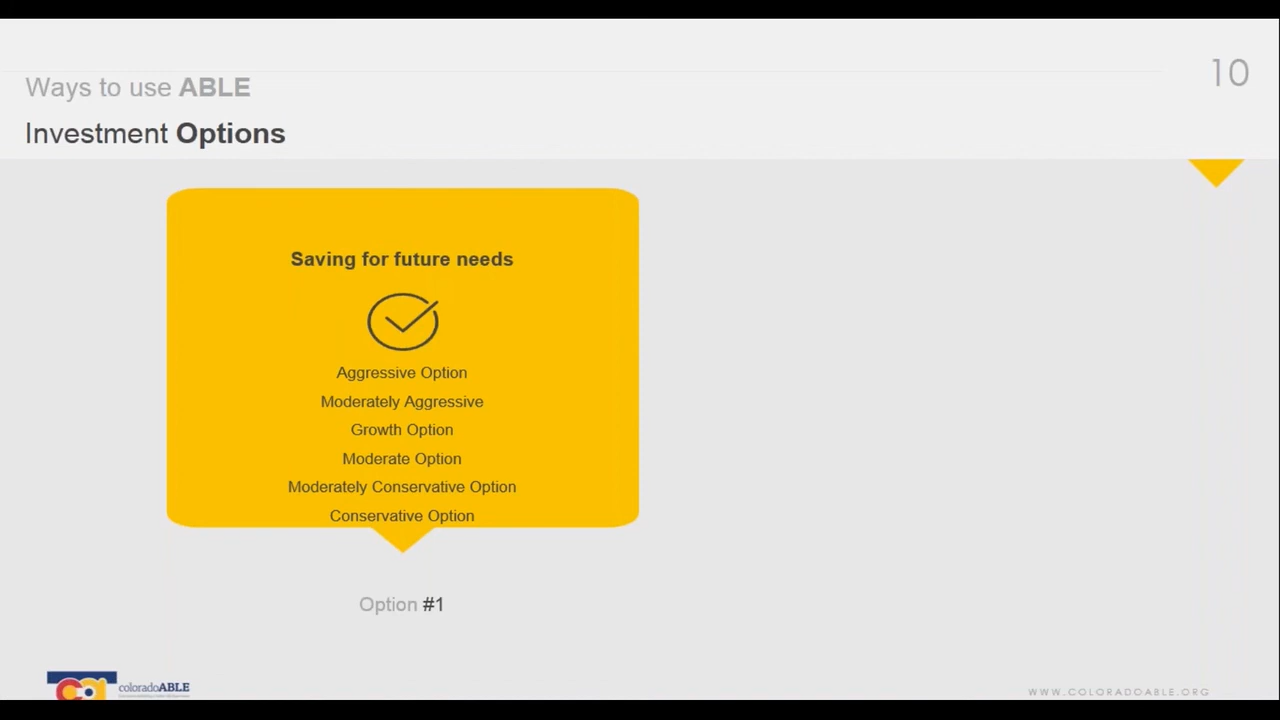 10
Ways to use ABLE
Investment Options
Saving for future needs
Aggressive Option
Moderately Aggressive
Growth Option
Moderate Option
Moderately Conservative Option
Conservative Option
Option #1
coloradoABLE
WWW.COLORADOABLE.ORG